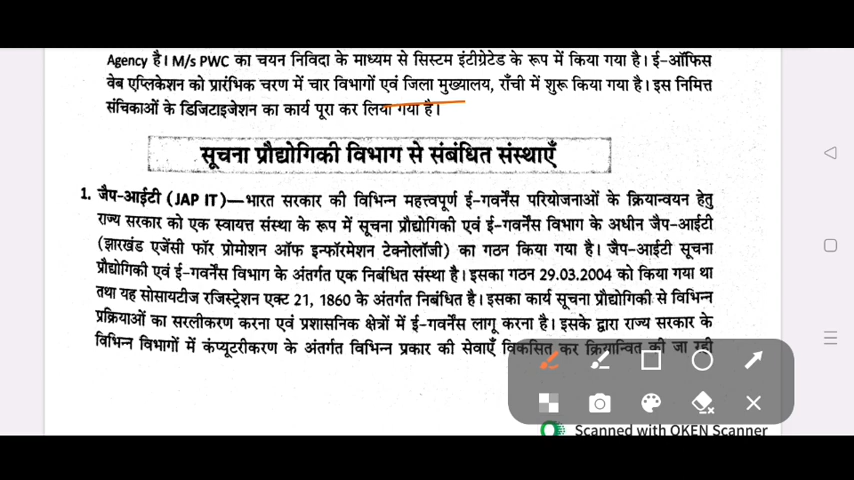 Agency है। M/s PWC का चयन निविदा के माध्यम से सिस्टम इंटीग्रेटेड के रूप में किया गया है। ई-ऑफिस
वेब एप्लिकेशन को प्रारंभिक चरण में चार विभागों एवं जिला मुख्यालय, राँची में शुरू किया गया है। इस निमित्त
संचिकाओं के डिजिटाइजेशन का कार्य पूरा कर लिया गया है।
सूचना प्रौद्योगिकी विभाग से संबंधित संस्थाएँ
1. जैप-आईटी (JAP IT)—भारत सरकार की विभिन्न महत्त्वपूर्ण ई-गवर्नेंस परियोजनाओं के क्रियान्वयन हेतु
राज्य सरकार को एक स्वायत्त संस्था के रूप में सूचना प्रौद्योगिकी एवं ई-गवर्नेंस विभाग के अधीन जैप-आईटी
(झारखंड एजेंसी फॉर प्रोमोशन ऑफ इन्फॉरमेशन टेक्नोलॉजी) का गठन किया गया है। जैप-आईटी सूचना
प्रौद्योगिकी एवं ई-गवर्नेंस विभाग के अंतर्गत एक निबंधित संस्था है। इसका गठन 29.03.2004 को किया गया था
तथा यह सोसायटीज रजिस्ट्रेशन एक्ट 21, 1860 के अंतर्गत निबंधित है। इसका कार्य सूचना प्रौद्योगिकी से विभिन्न
प्रक्रियाओं का सरलीकरण करना एवं प्रशासनिक क्षेत्रों में ई-गवर्नेंस लागू करना है। इसके द्वारा राज्य सरकार के
विभिन्न विभागों में कंप्यूटरीकरण के अंतर्गत विभिन्न प्रकार की सेवाएँ विकसित कर क्रियान्वित की जा रही
Scanned with OKEN Scanner